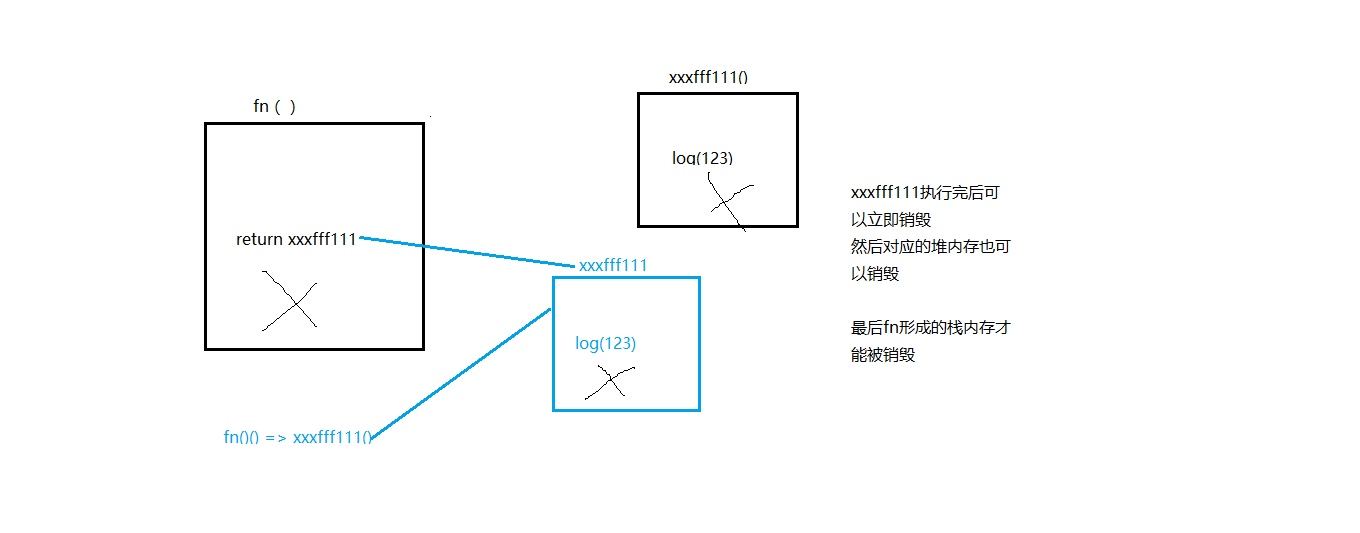 xxxfff111()
fn ( )
log(123)
return xxxfff111
xxxfff111
log(123)
fn()() => xxxfff111()
xxxfff111执行完后可
以立即销毁
然后对应的堆内存也可
以销毁
最后fn形成的栈内存才
能被销毁